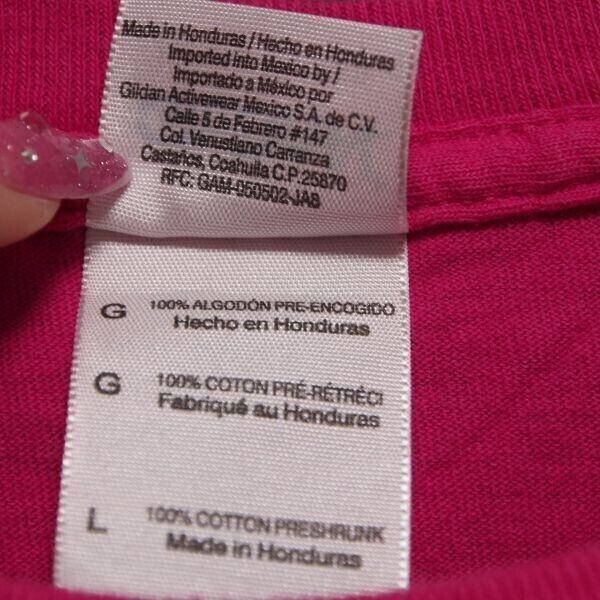 Made in Honduras / Hecho en Honduras
Imported into Mexico by /
Importado a México por
Gildan Activewear Mexico S.A. de C.V.
Calle 5 de Febrero #147
Col. Venustiano Carranza
Castaños, Coahuila C.P. 25870
RFC: GAM-050502-JA8
G 100% ALGODÓN PRE-ENCOGIDO
Hecho en Honduras
G 100% COTON PRÉ-RÉTRÉCI
Fabriqué au Honduras
L 100% COTTON PRESHRUNK
Made in Honduras